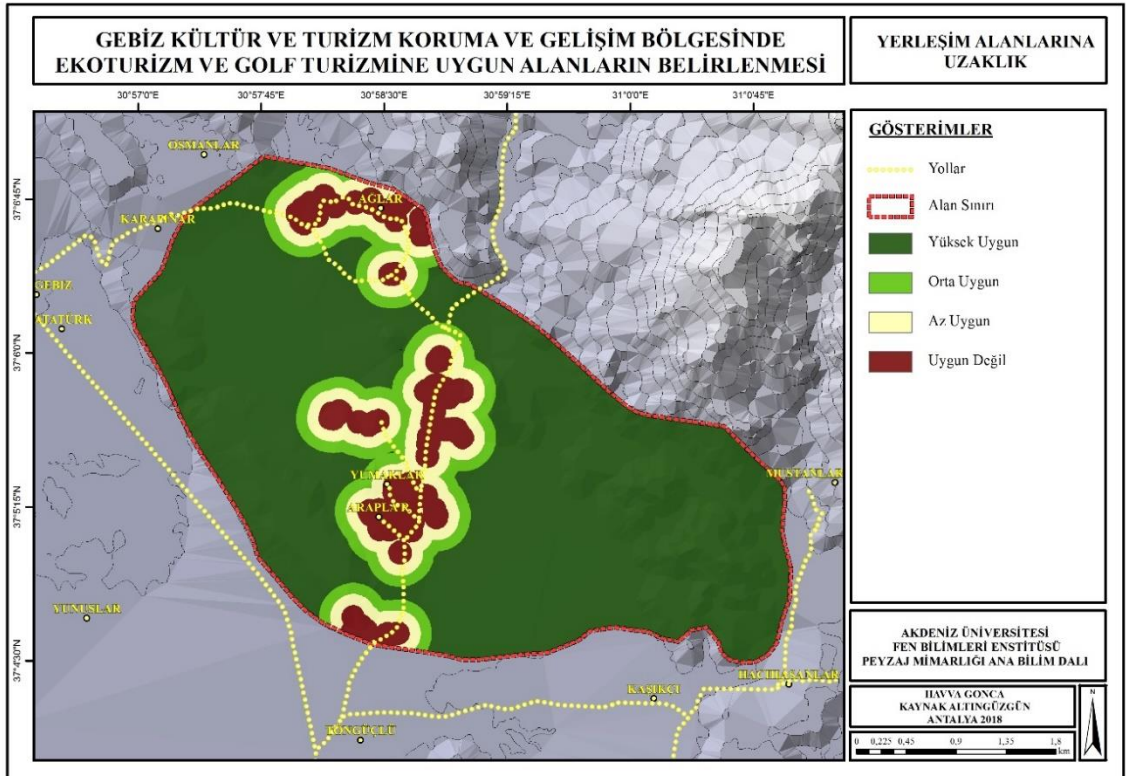 GEBİZ KÜLTÜR VE TURİZM KORUMA VE GELİŞİM BÖLGESİNDE
EKOTURİZM VE GOLF TURİZMİNE UYGUN ALANLARIN BELİRLENMESİ
YERLEŞİM ALANLARINA
UZAKLIK
30°57'0"E
30°57'45"E
30°58'30"E
30°59'15"E
31°0'0"E
31°0'45"E
37°6'45"N
37°6'0"N
37°5'15"N
37°4'30"N
OSMANLAR
AĞLAR
KARAPINAR
GEBİZ
ATATÜRK
YUMAKLAR
MUSTANLAR
ARAPLAR
YUNUSLAR
HACIHASANLAR
KAŞIKÇI
TONGUÇLU
GÖSTERİMLER
Yollar
Alan Sınırı
Yüksek Uygun
Orta Uygun
Az Uygun
Uygun Değil
AKDENİZ ÜNİVERSİTESİ
FEN BİLİMLERİ ENSTİTÜSÜ
PEYZAJ MİMARLIĞI ANA BİLİM DALI
HAVVA GONCA
KAYNAK ALTINGÜZGÜN
ANTALYA 2018
0 0,225 0,45 0,9 1,35 1,8
km
N